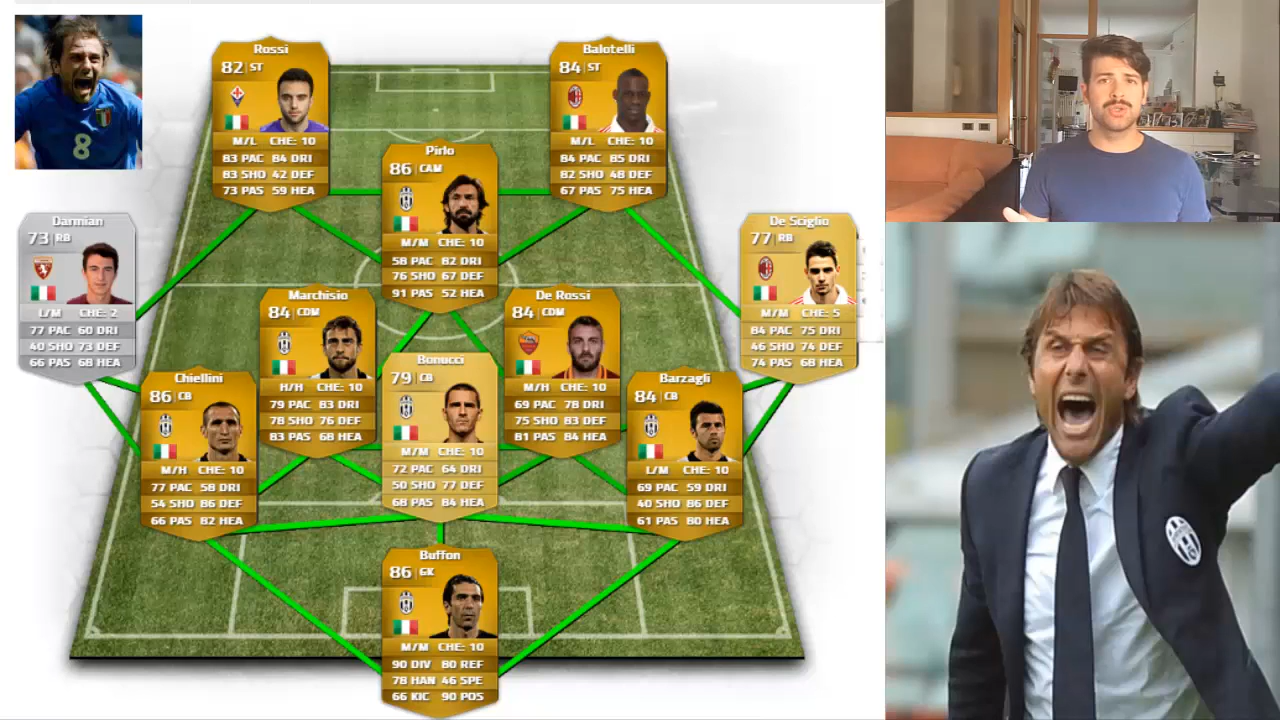 8
Rossi
82 ST
M/L CHE: 10
83 PAC 84 DRI
83 SHO 42 DEF
73 PAS 59 HEA
Balotelli
84 ST
M/L CHE: 10
84 PAC 85 DRI
82 SHO 48 DEF
67 PAS 75 HEA
Pirlo
86 CAM
M/M CHE: 10
58 PAC 82 DRI
76 SHO 67 DEF
91 PAS 52 HEA
Darmian
73 RB
L/M CHE: 2
77 PAC 60 DRI
40 SHO 73 DEF
66 PAS 68 HEA
De Sciglio
77 RB
M/M CHE: 5
84 PAC 75 DRI
46 SHO 74 DEF
74 PAS 68 HEA
Marchisio
84 CDM
H/H CHE: 10
79 PAC 83 DRI
78 SHO 76 DEF
83 PAS 68 HEA
De Rossi
84 CDM
M/H CHE: 10
69 PAC 78 DRI
75 SHO 83 DEF
81 PAS 84 HEA
Chiellini
86 CB
M/H CHE: 10
77 PAC 58 DRI
54 SHO 86 DEF
66 PAS 82 HEA
Bonucci
79 CB
M/M CHE: 10
72 PAC 64 DRI
50 SHO 77 DEF
68 PAS 84 HEA
Barzagli
84 CB
L/M CHE: 10
69 PAC 59 DRI
40 SHO 86 DEF
61 PAS 80 HEA
Buffon
86 GK
M/M CHE: 10
90 DIV 80 REF
78 HAN 46 SPE
66 KIC 90 POS
JUVENTUS